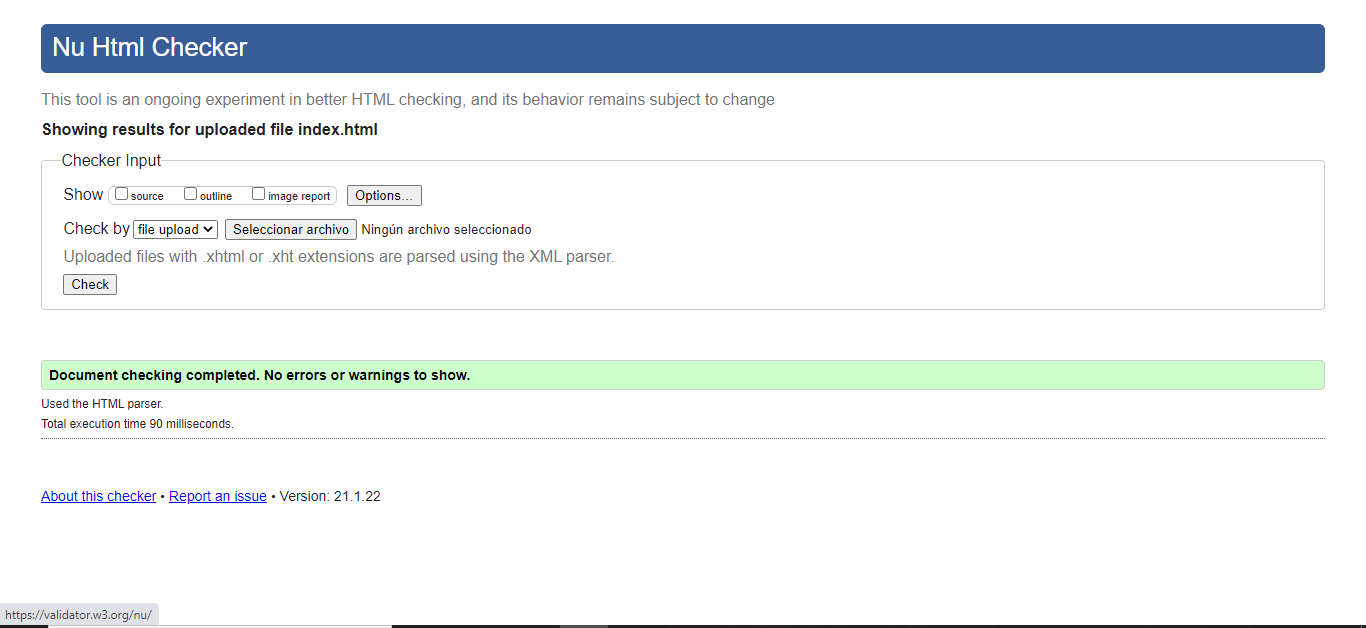 Nu Html Checker
This tool is an ongoing experiment in better HTML checking, and its behavior remains subject to change
Showing results for uploaded file index.html
Checker Input
Show source outline image report Options...
Check by file upload Seleccionar archivo Ningún archivo seleccionado
Uploaded files with .xhtml or .xht extensions are parsed using the XML parser.
Check
Document checking completed. No errors or warnings to show.
Used the HTML parser.
Total execution time 90 milliseconds.
About this checker • Report an issue • Version: 21.1.22
https://validator.w3.org/nu/